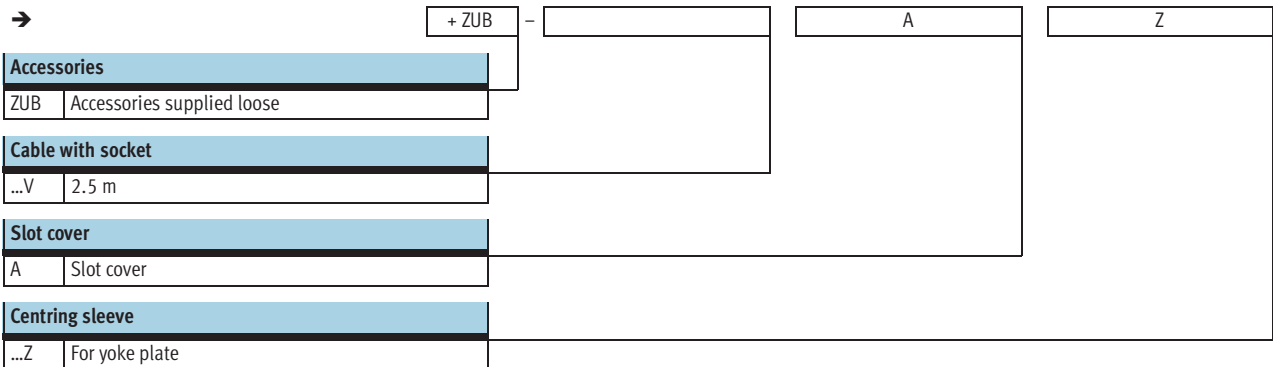 ➔ + ZUB – A Z
Accessories
ZUB Accessories supplied loose
Cable with socket
...V 2.5 m
Slot cover
A Slot cover
Centring sleeve
...Z For yoke plate